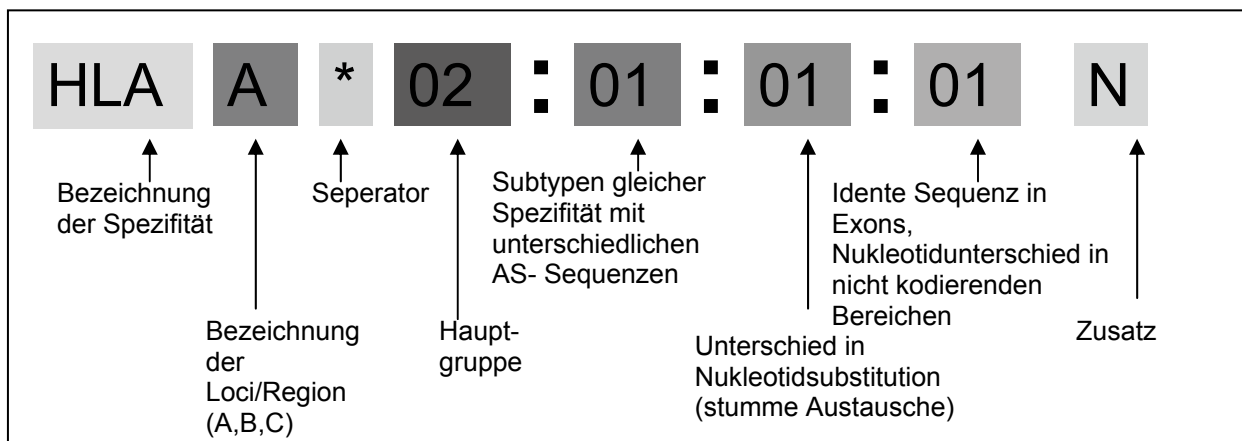 HLA A * 02 : 01 : 01 : 01 N
Bezeichnung
der Spezifität
Seperator
Subtypen gleicher
Spezifität mit
unterschiedlichen
AS- Sequenzen
Idente Sequenz in
Exons,
Nukleotidunterschied in
nicht kodierenden
Bereichen
Bezeichnung
der
Loci/Region
(A,B,C)
Haupt-
gruppe
Unterschied in
Nukleotidsubstitution
(stumme Austausche)
Zusatz